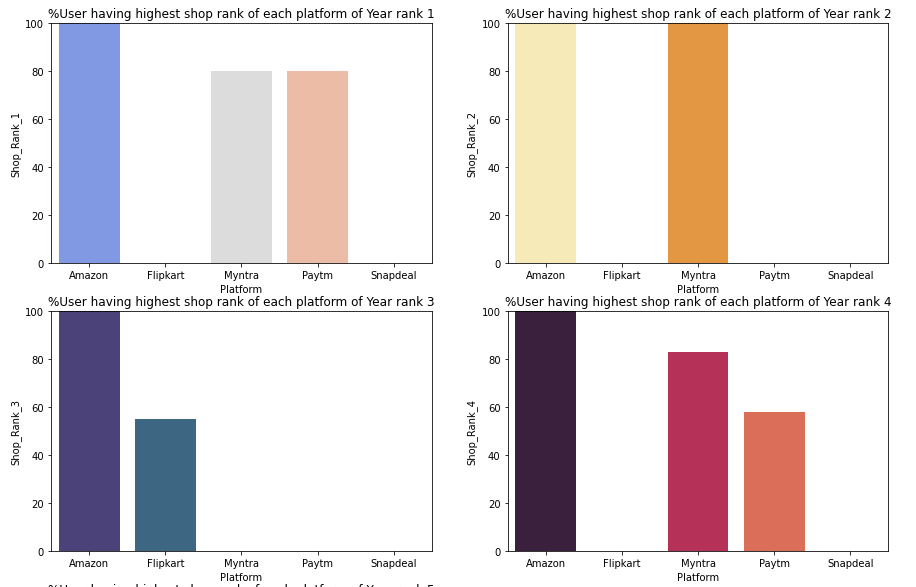 %User having highest shop rank of each platform of Year rank 1
100
80
60
40
20
0
Shop_Rank_1
Amazon Flipkart Myntra Paytm Snapdeal
Platform
%User having highest shop rank of each platform of Year rank 2
100
80
60
40
20
0
Shop_Rank_2
Amazon Flipkart Myntra Paytm Snapdeal
Platform
%User having highest shop rank of each platform of Year rank 3
100
80
60
40
20
0
Shop_Rank_3
Amazon Flipkart Myntra Paytm Snapdeal
Platform
%User having highest shop rank of each platform of Year rank 4
100
80
60
40
20
0
Shop_Rank_4
Amazon Flipkart Myntra Paytm Snapdeal
Platform